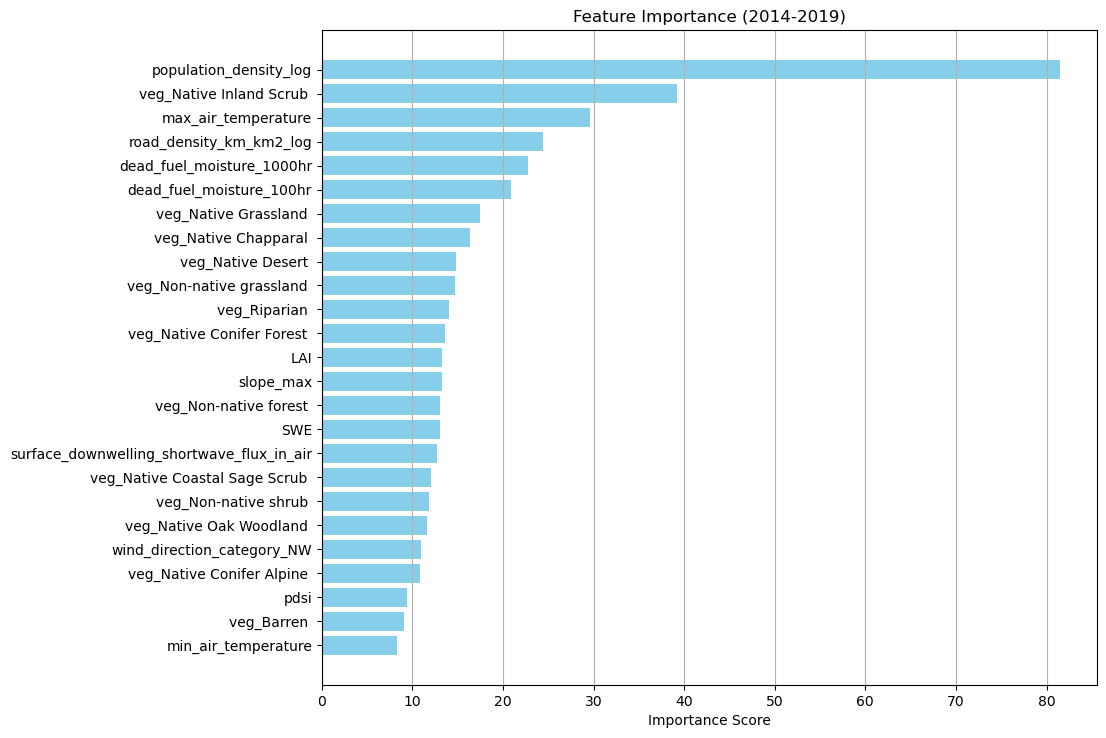 Feature Importance (2014-2019)
population_density_log
veg_Native Inland Scrub
max_air_temperature
road_density_km_km2_log
dead_fuel_moisture_1000hr
dead_fuel_moisture_100hr
veg_Native Grassland
veg_Native Chapparal
veg_Native Desert
veg_Non-native grassland
veg_Riparian
veg_Native Conifer Forest
LAI
slope_max
veg_Non-native forest
SWE
surface_downwelling_shortwave_flux_in_air
veg_Native Coastal Sage Scrub
veg_Non-native shrub
veg_Native Oak Woodland
wind_direction_category_NW
veg_Native Conifer Alpine
pdsi
veg_Barren
min_air_temperature
0 10 20 30 40 50 60 70 80
Importance Score